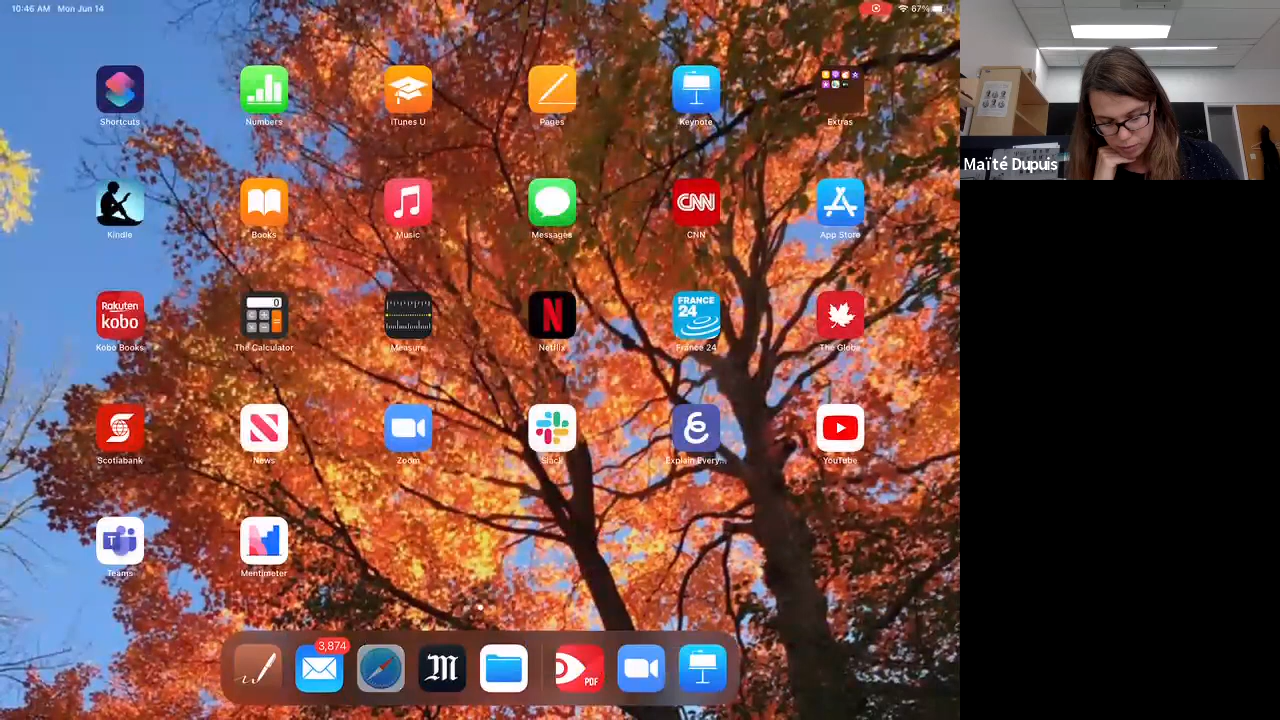 10:46 AM Mon Jun 14
67%
Shortcuts
Numbers
iTunes U
Pages
Keynote
Extras
Kindle
Books
Music
Messages
CNN
CNN
App Store
Rakuten
kobo
0
N
FRANCE
24
Kobo Books
The Calculator
Measure
Netflix
France 24
The Globe
Scotiabank
News
Zoom
Slack
Explain Every...
YouTube
T
Teams
Mentimeter
3,874
PDF
Maïté Dupuis